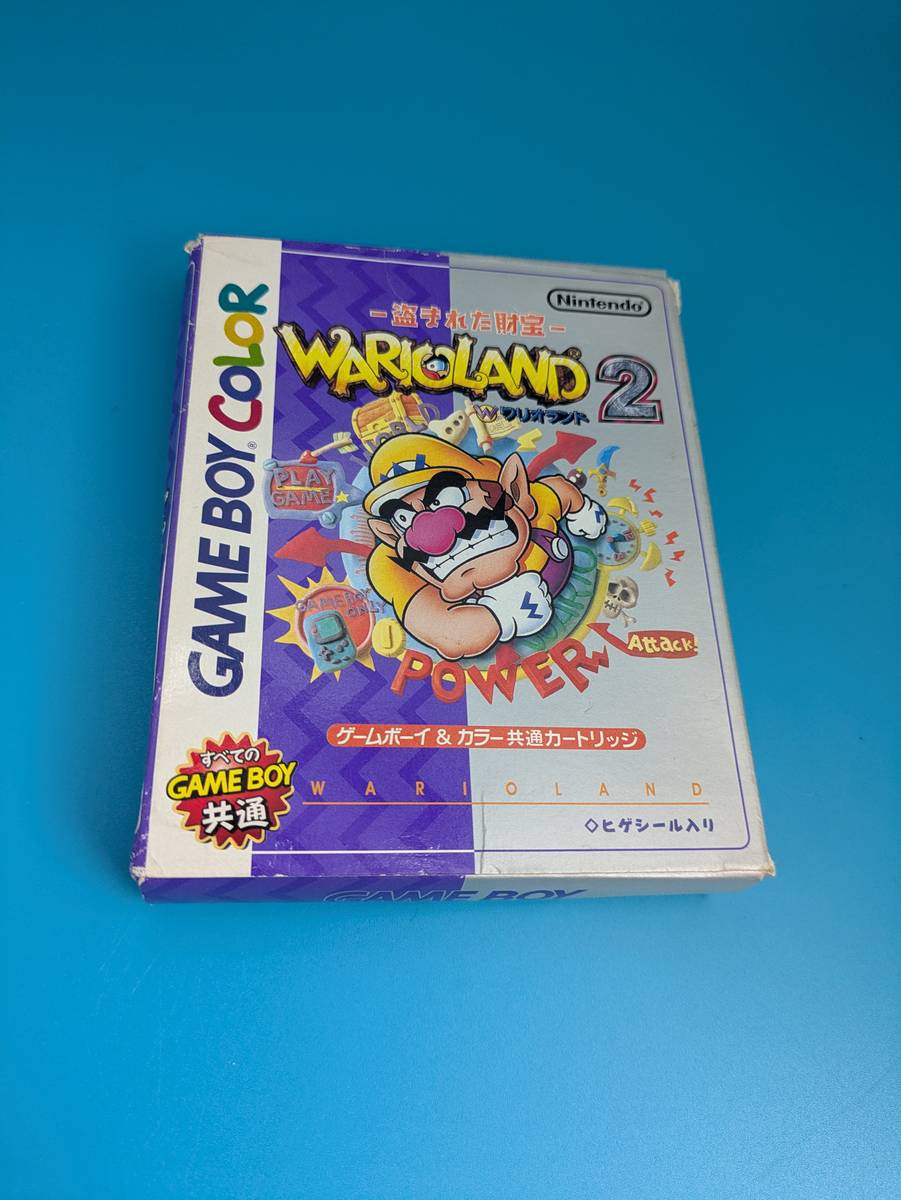 Nintendo
-盗まれた財宝-
WARIOLAND® 2
W ワリオランド
GAME BOY® COLOR
WORLD
PLAY
GAME
GAME BOY
ONLY
WARIO
POWER
Attack!
ゲームボーイ & カラー共通カートリッジ
すべての
GAME BOY
共通
WARIOLAND
◇ヒゲシール入り
GAME BOY